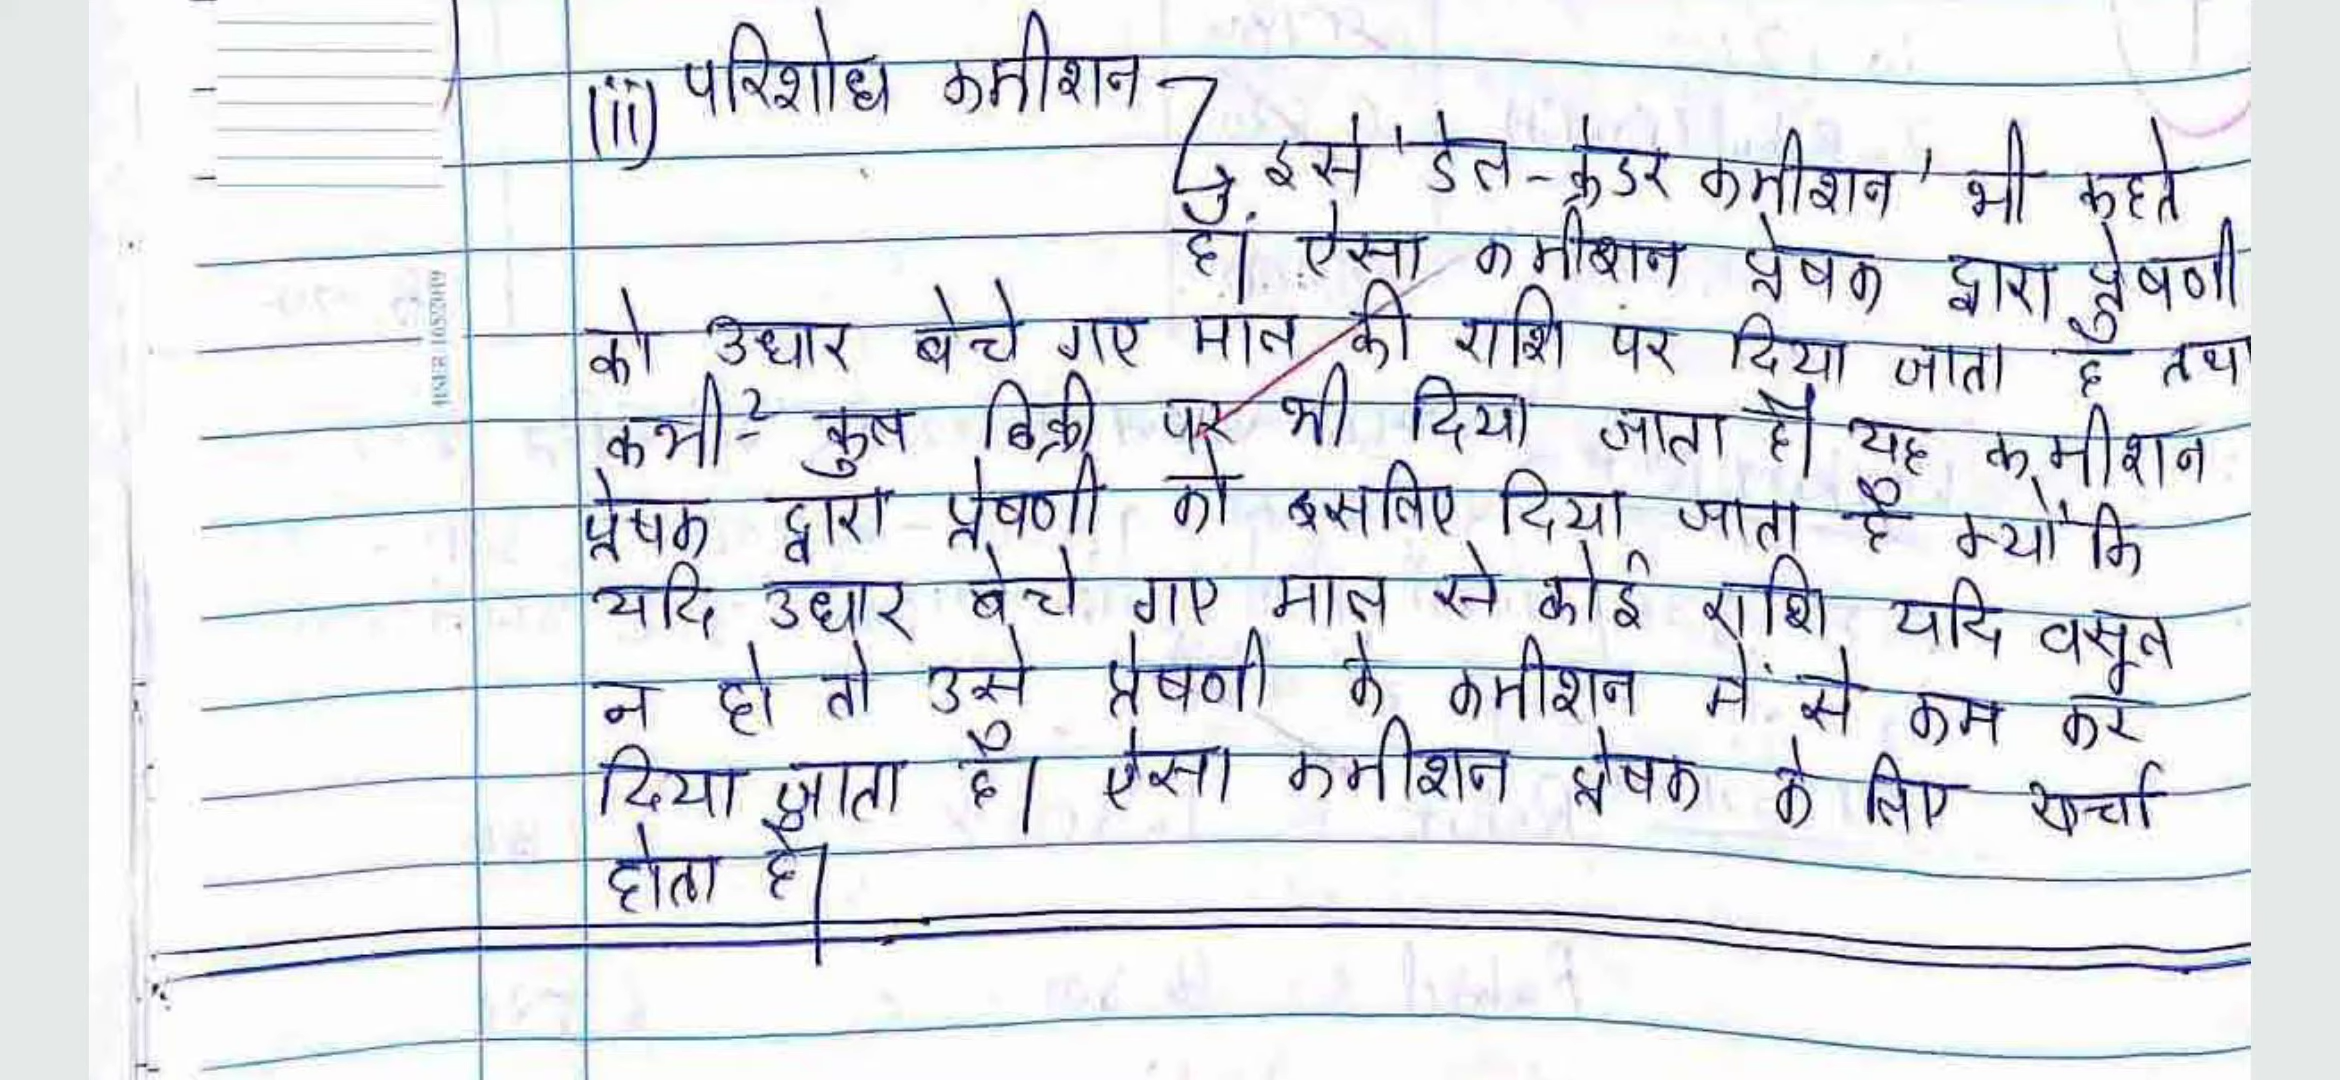 (ii) परिशोध कमीशन →
इसे 'डेल-क्रेडर कमीशन' भी कहते
हैं। ऐसा कमीशन प्रेषक द्वारा प्रेषणी
को उधार बेचे गए माल की राशि पर दिया जाता है तथा
कभी-2 कुल बिक्री पर भी दिया जाता है। यह कमीशन
प्रेषक द्वारा प्रेषणी को इसलिए दिया जाता है क्योंकि
यदि उधार बेचे गए माल से कोई राशि यदि वसूल
न हो तो उसे प्रेषणी के कमीशन में से कम कर
दिया जाता है। ऐसा कमीशन प्रेषक के लिए खर्चा
होता है।